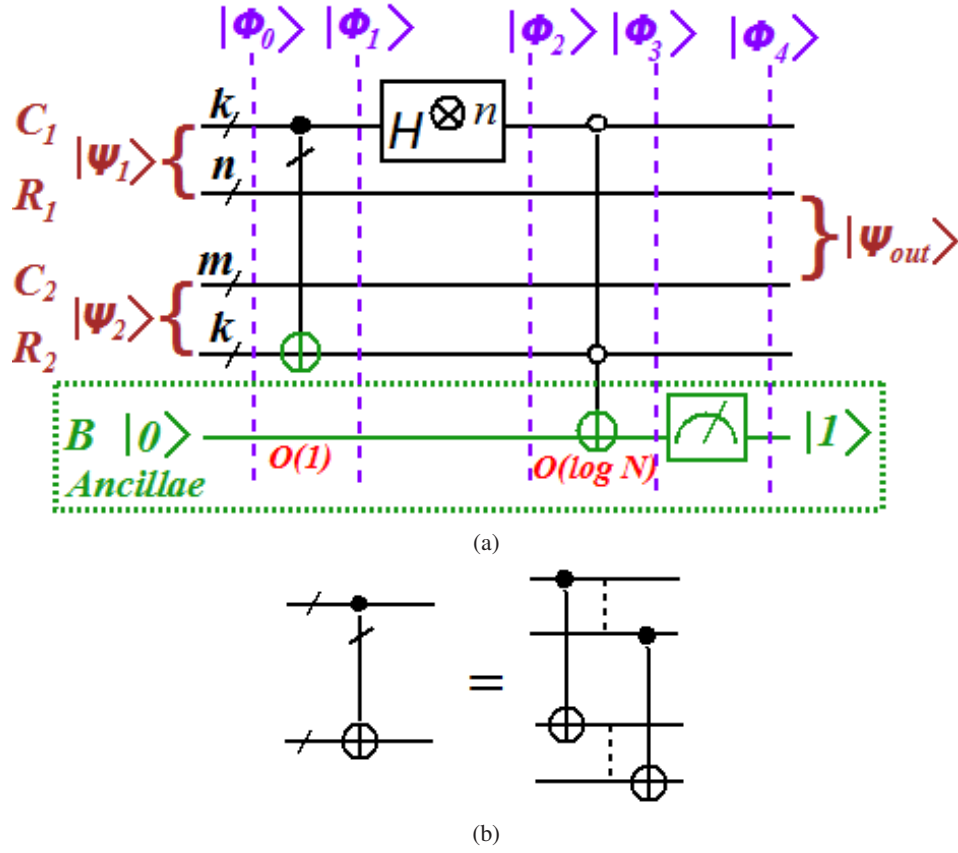 |Φ₀⟩ |Φ₁⟩ |Φ₂⟩ |Φ₃⟩ |Φ₄⟩
C₁ k H ⊗ n
|Ψ₁⟩ {
R₁ n
} |Ψₒᵤₜ⟩
C₂ m
|Ψ₂⟩ {
R₂ k
B |0⟩ |1⟩
O(1) O(log N)
Ancillae
(a)
=
(b)